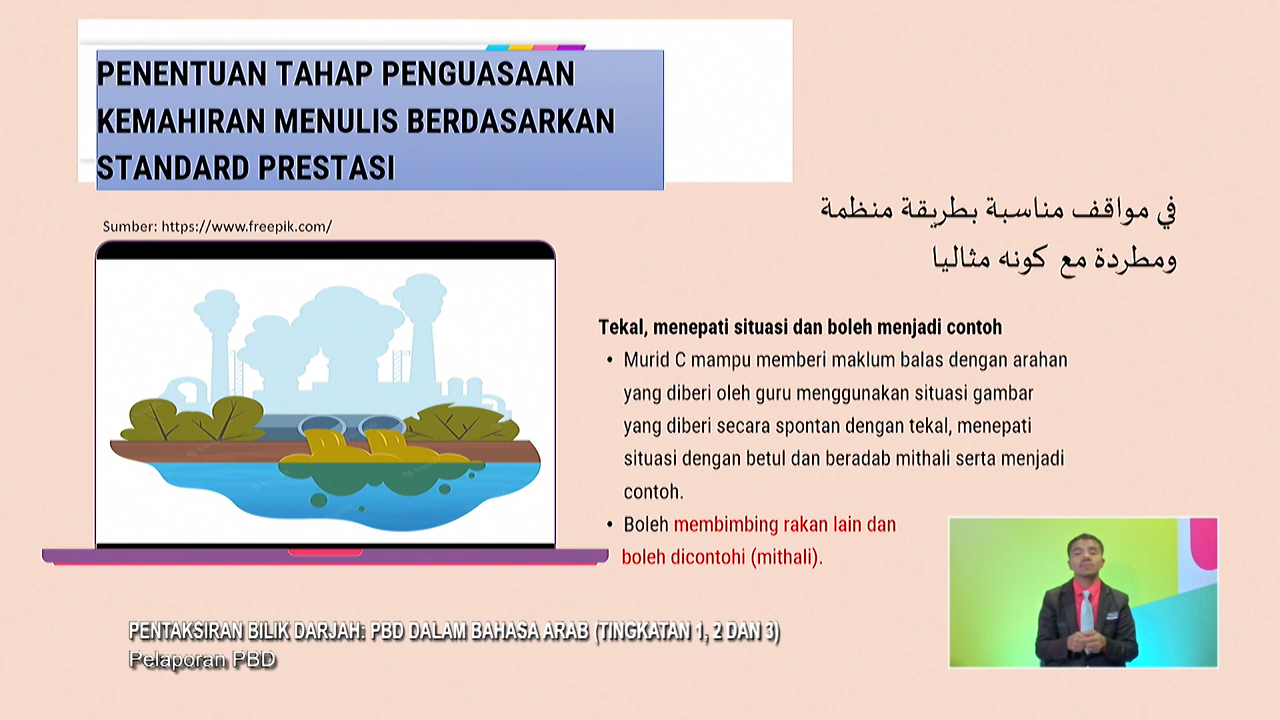 PENENTUAN TAHAP PENGUASAAN
KEMAHIRAN MENULIS BERDASARKAN
STANDARD PRESTASI
Sumber: https://www.freepik.com/
في مواقف مناسبة بطريقة منظمة
ومطردة مع كونه مثاليا
Tekal, menepati situasi dan boleh menjadi contoh
• Murid C mampu memberi maklum balas dengan arahan
yang diberi oleh guru menggunakan situasi gambar
yang diberi secara spontan dengan tekal, menepati
situasi dengan betul dan beradab mithali serta menjadi
contoh.
• Boleh membimbing rakan lain dan
boleh dicontohi (mithali).
PENTAKSIRAN BILIK DARJAH: PBD DALAM BAHASA ARAB (TINGKATAN 1, 2 DAN 3)
Pelaporan PBD